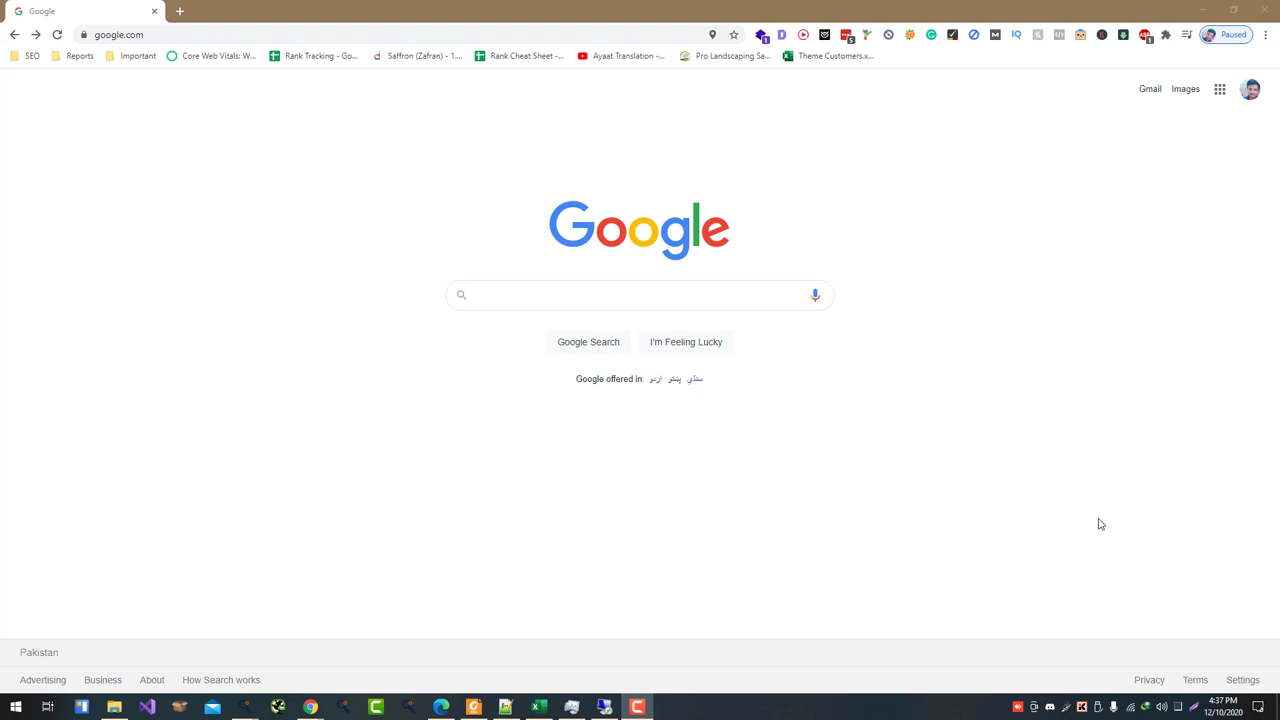 Google
google.com
Paused
SEO Reports Important Core Web Vitals: W... Rank Tracking - Go... Saffron (Zafran) - 1.... Rank Cheat Sheet -... Ayaat Translation -... Pro Landscaping Sa... Theme Customers.x...
Gmail Images
Google
Google Search I'm Feeling Lucky
Google offered in: اردو پښتو سنڌي
Pakistan
Advertising Business About How Search works Privacy Terms Settings
4:37 PM
12/10/2020